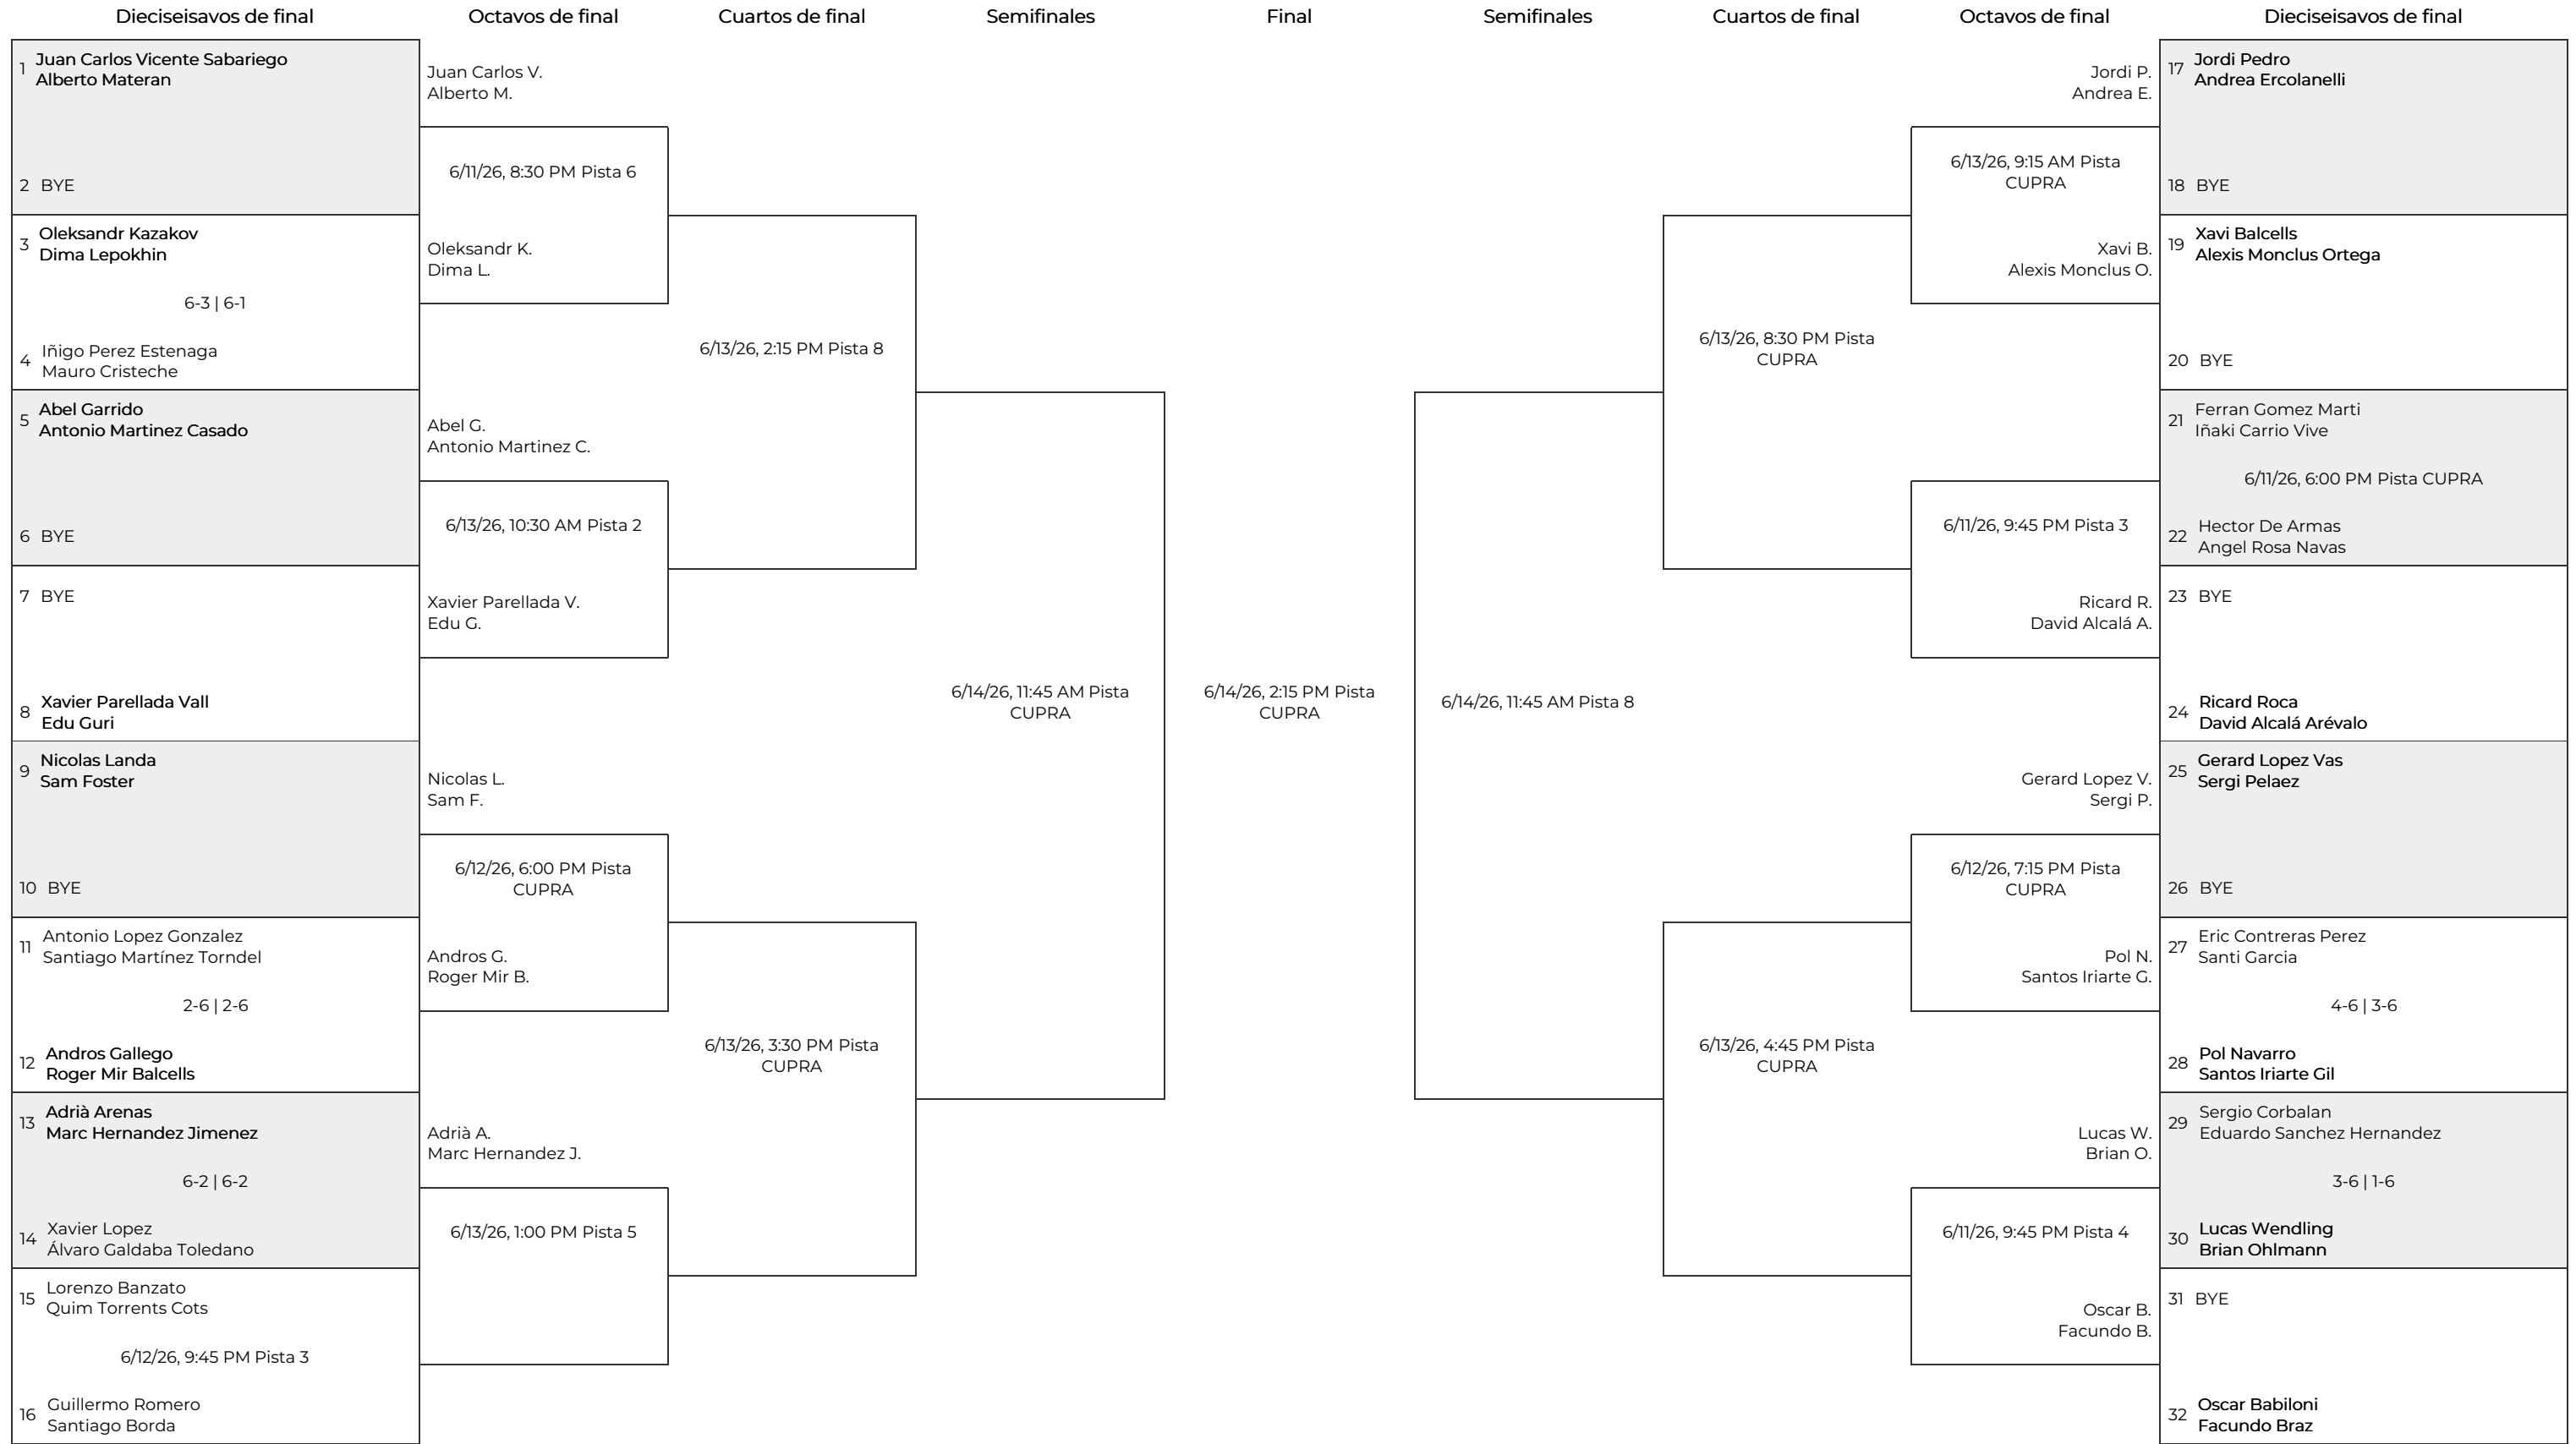 Dieciseisavos de final
Octavos de final
Cuartos de final
Semifinales
Final
Semifinales
Cuartos de final
Octavos de final
Dieciseisavos de final
1 Juan Carlos Vicente Sabariego
Alberto Materan
2 BYE
3 Oleksandr Kazakov
Dima Lepokhin
6-3 | 6-1
4 Iñigo Perez Estenaga
Mauro Cristeche
5 Abel Garrido
Antonio Martinez Casado
6 BYE
7 BYE
8 Xavier Parellada Vall
Edu Guri
9 Nicolas Landa
Sam Foster
10 BYE
11 Antonio Lopez Gonzalez
Santiago Martínez Torndel
2-6 | 2-6
12 Andros Gallego
Roger Mir Balcells
13 Adrià Arenas
Marc Hernandez Jimenez
6-2 | 6-2
14 Xavier Lopez
Álvaro Galdaba Toledano
15 Lorenzo Banzato
Quim Torrents Cots
6/12/26, 9:45 PM Pista 3
16 Guillermo Romero
Santiago Borda
Juan Carlos V.
Alberto M.
6/11/26, 8:30 PM Pista 6
Oleksandr K.
Dima L.
Abel G.
Antonio Martinez C.
6/13/26, 10:30 AM Pista 2
Xavier Parellada V.
Edu G.
Nicolas L.
Sam F.
6/12/26, 6:00 PM Pista
CUPRA
Andros G.
Roger Mir B.
Adrià A.
Marc Hernandez J.
6/13/26, 1:00 PM Pista 5
6/13/26, 2:15 PM Pista 8
6/13/26, 3:30 PM Pista
CUPRA
6/14/26, 11:45 AM Pista
CUPRA
6/14/26, 2:15 PM Pista
CUPRA
6/14/26, 11:45 AM Pista 8
6/13/26, 8:30 PM Pista
CUPRA
6/13/26, 4:45 PM Pista
CUPRA
Jordi P.
Andrea E.
6/13/26, 9:15 AM Pista
CUPRA
Xavi B.
Alexis Monclus O.
6/11/26, 9:45 PM Pista 3
Ricard R.
David Alcalá A.
Gerard Lopez V.
Sergi P.
6/12/26, 7:15 PM Pista
CUPRA
Pol N.
Santos Iriarte G.
Lucas W.
Brian O.
6/11/26, 9:45 PM Pista 4
Oscar B.
Facundo B.
17 Jordi Pedro
Andrea Ercolanelli
18 BYE
19 Xavi Balcells
Alexis Monclus Ortega
20 BYE
21 Ferran Gomez Marti
Iñaki Carrio Vive
6/11/26, 6:00 PM Pista CUPRA
22 Hector De Armas
Angel Rosa Navas
23 BYE
24 Ricard Roca
David Alcalá Arévalo
25 Gerard Lopez Vas
Sergi Pelaez
26 BYE
27 Eric Contreras Perez
Santi Garcia
4-6 | 3-6
28 Pol Navarro
Santos Iriarte Gil
29 Sergio Corbalan
Eduardo Sanchez Hernandez
3-6 | 1-6
30 Lucas Wendling
Brian Ohlmann
31 BYE
32 Oscar Babiloni
Facundo Braz